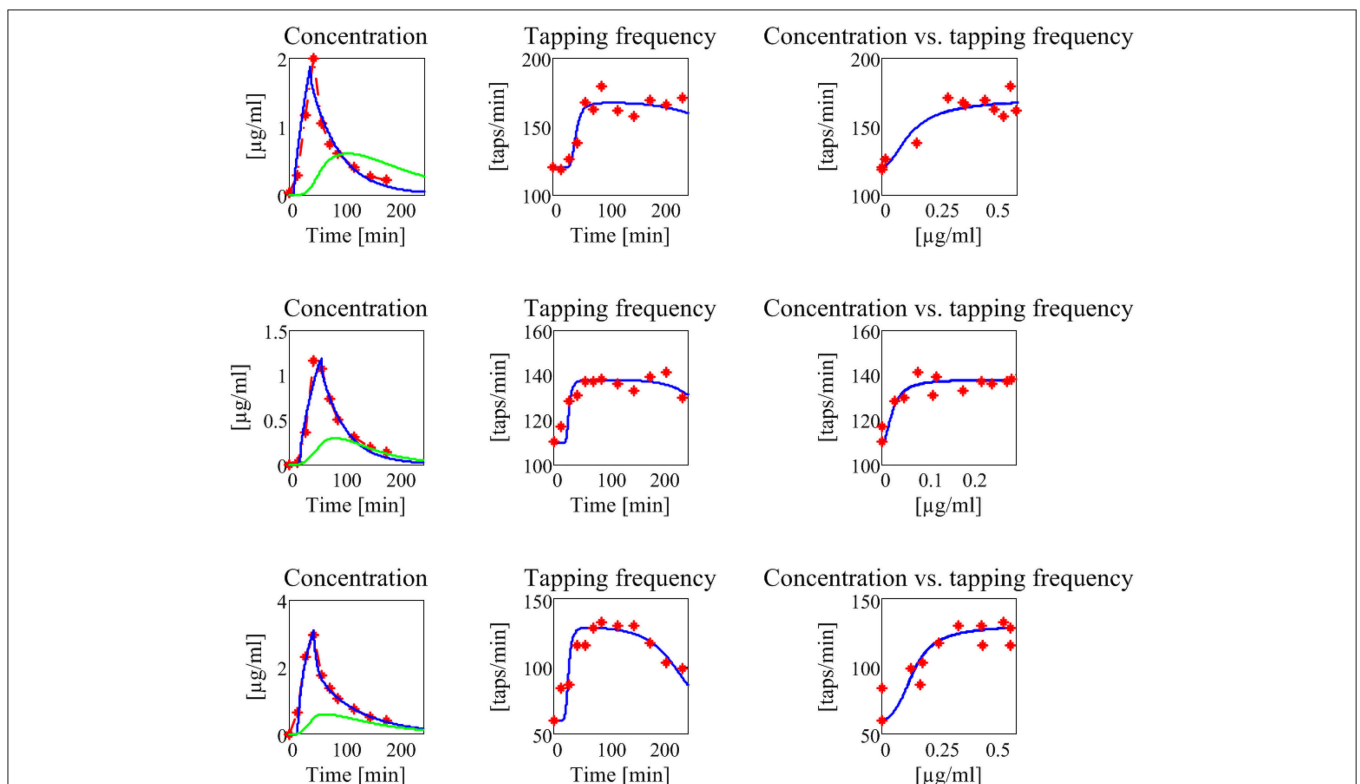 Concentration Tapping frequency Concentration vs. tapping frequency
2 200 200
[µg/ml] 1 [taps/min] 150 [taps/min] 150
0 100 100
0 100 200 0 100 200 0 0.25 0.5
Time [min] Time [min] [µg/ml]
Concentration Tapping frequency Concentration vs. tapping frequency
1.5 160 160
1 140 140
[µg/ml] [taps/min] [taps/min]
0.5 120 120
0 100 100
0 100 200 0 100 200 0 0.1 0.2
Time [min] Time [min] [µg/ml]
Concentration Tapping frequency Concentration vs. tapping frequency
4 150 150
[µg/ml] 2 [taps/min] 100 [taps/min] 100
0 50 50
0 100 200 0 100 200 0 0.25 0.5
Time [min] Time [min] [µg/ml]